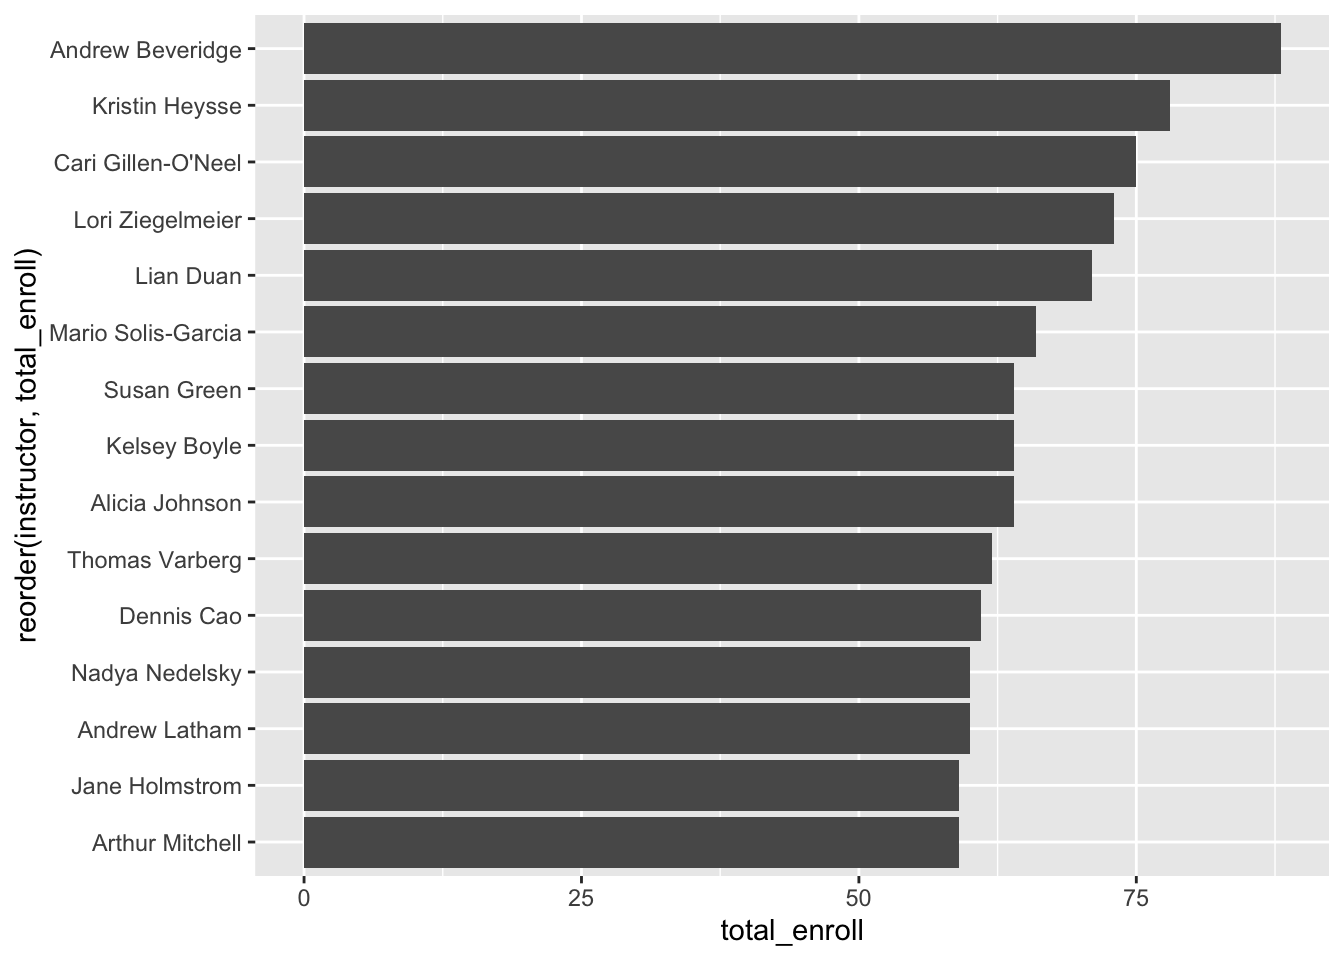 Andrew Beveridge
Kristin Heysse
Cari Gillen-O'Neel
Lori Ziegelmeier
Lian Duan
Mario Solis-Garcia
Susan Green
Kelsey Boyle
Alicia Johnson
Thomas Varberg
Dennis Cao
Nadya Nedelsky
Andrew Latham
Jane Holmstrom
Arthur Mitchell
reorder(instructor, total_enroll)
0 25 50 75
total_enroll